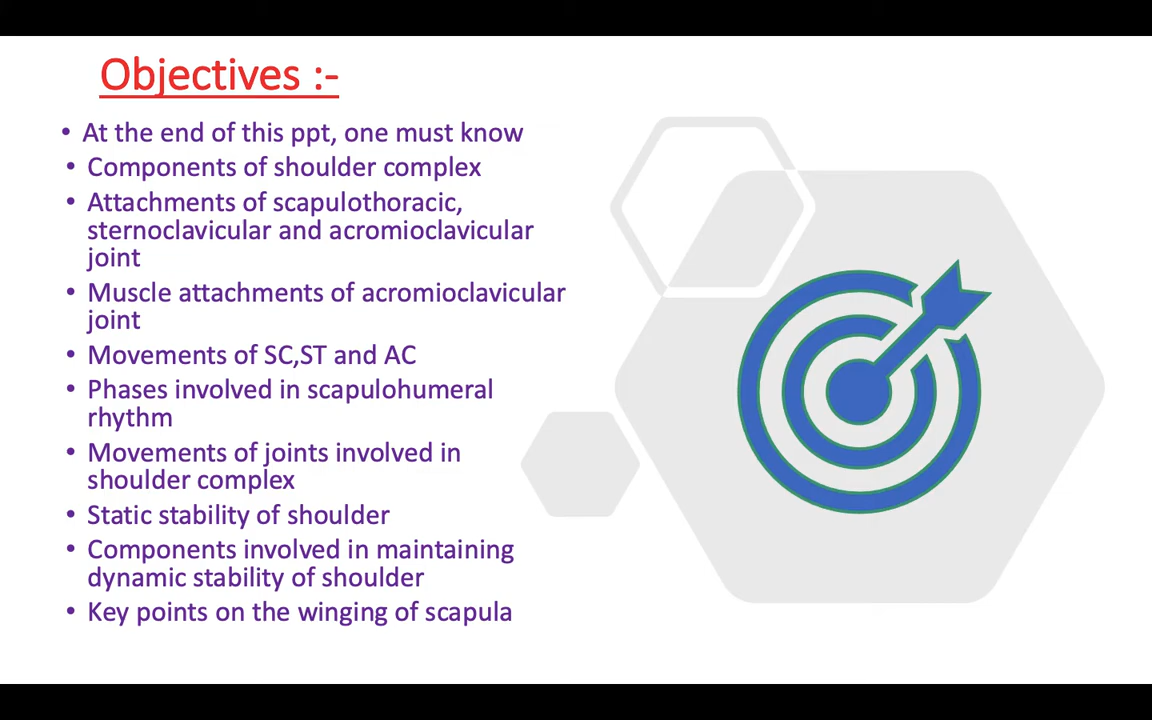 Objectives :-
• At the end of this ppt, one must know
• Components of shoulder complex
• Attachments of scapulothoracic,
sternoclavicular and acromioclavicular
joint
• Muscle attachments of acromioclavicular
joint
• Movements of SC,ST and AC
• Phases involved in scapulohumeral
rhythm
• Movements of joints involved in
shoulder complex
• Static stability of shoulder
• Components involved in maintaining
dynamic stability of shoulder
• Key points on the winging of scapula